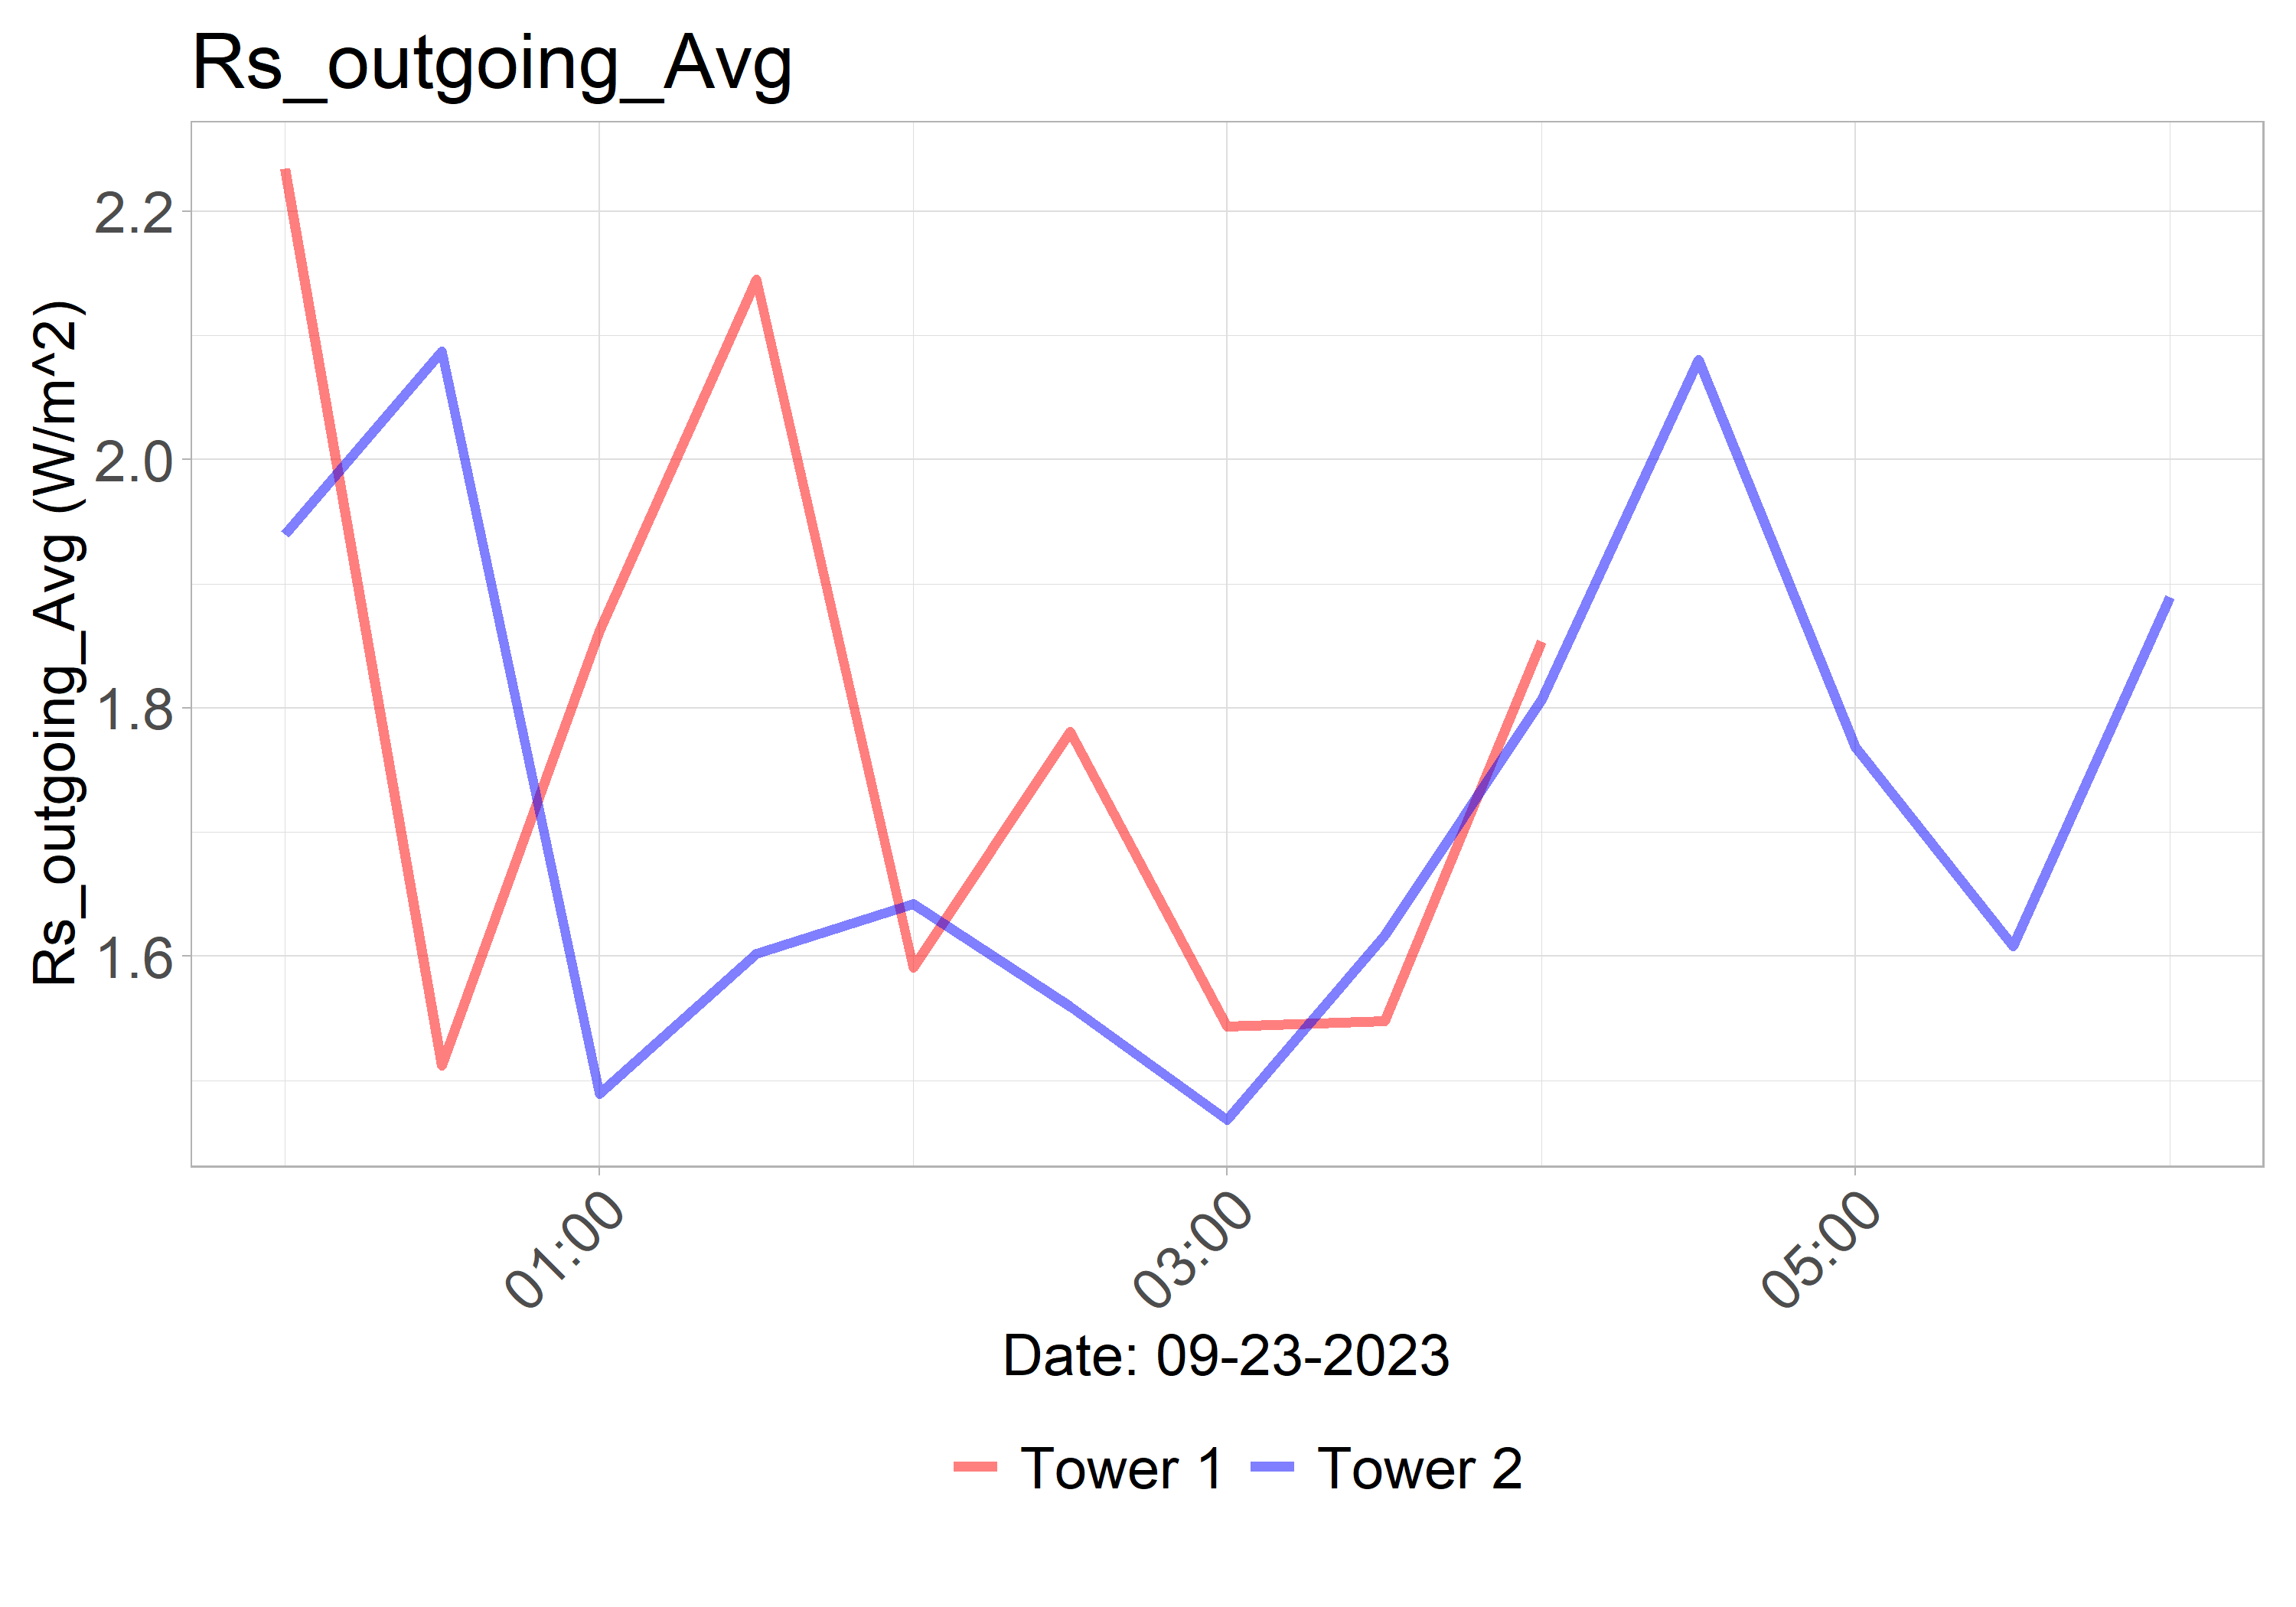 Rs_outgoing_Avg
Rs_outgoing_Avg (W/m^2)
2.2
2.0
1.8
1.6
01:00
03:00
05:00
Date: 09-23-2023
Tower 1
Tower 2